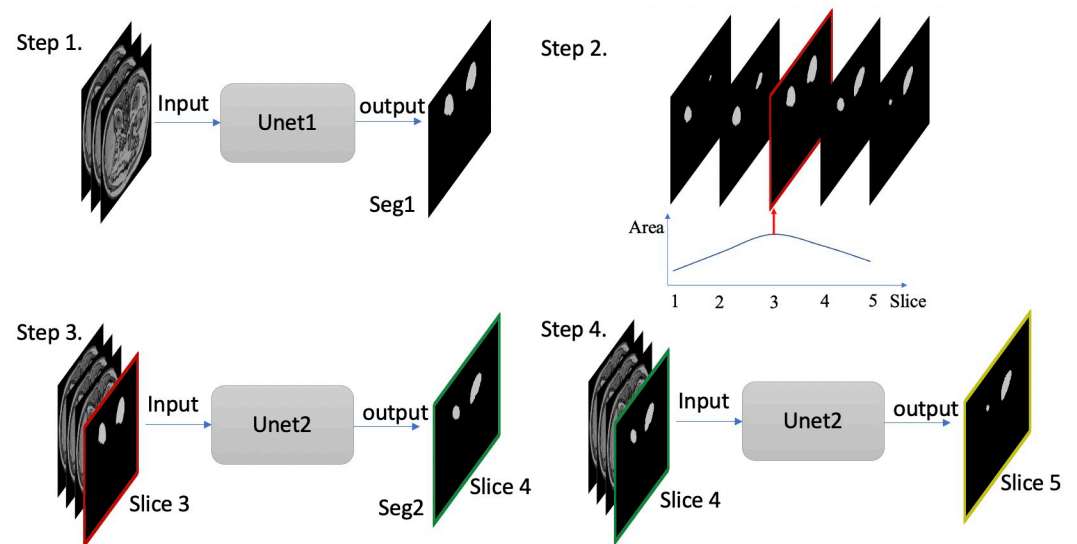 Step 1.
Input
Unet1
output
Seg1
Step 2.
Area
1 2 3 4 5 Slice
Step 3.
Input
Unet2
output
Slice 3
Seg2
Slice 4
Step 4.
Input
Unet2
output
Slice 4
Slice 5